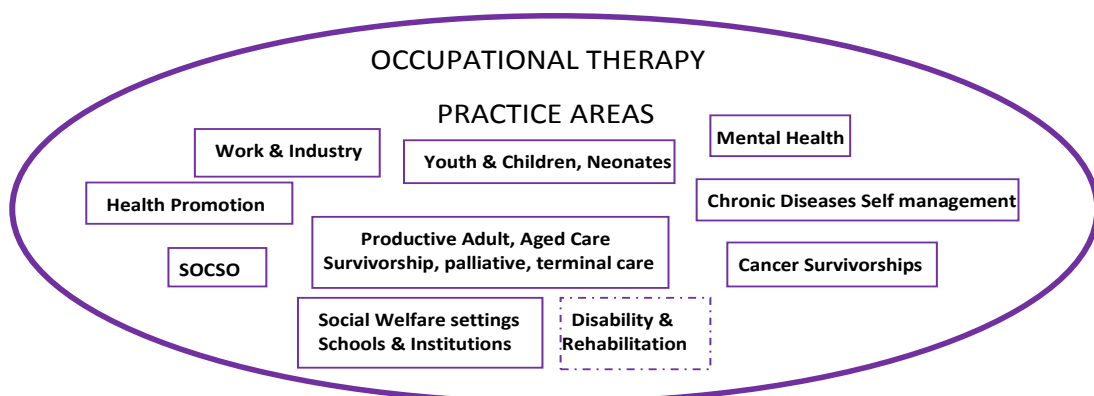 OCCUPATIONAL THERAPY
PRACTICE AREAS
Mental Health
Work & Industry
Youth & Children, Neonates
Health Promotion
Chronic Diseases Self management
Productive Adult, Aged Care
Survivorship, palliative, terminal care
SOCSO
Cancer Survivorships
Social Welfare settings
Schools & Institutions
Disability &
Rehabilitation